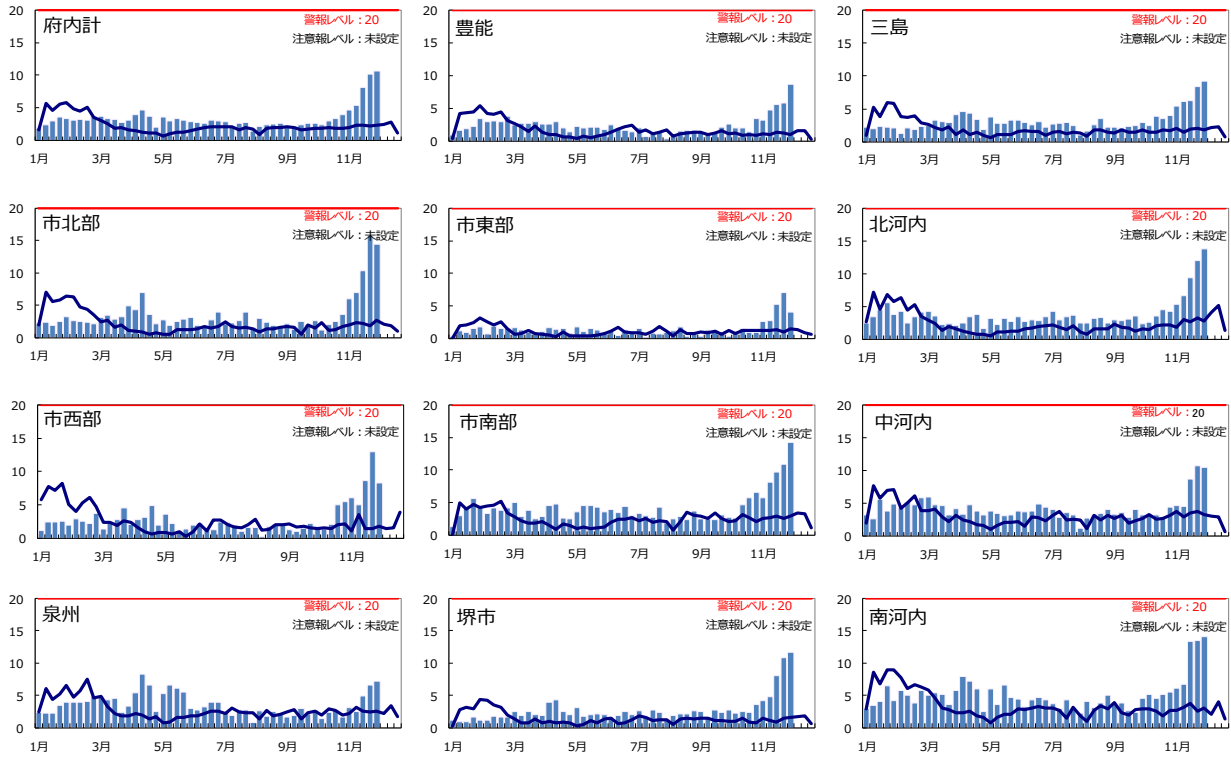 府内計
警報レベル：20
注意報レベル：未設定
20
15
10
5
0
1月 3月 5月 7月 9月 11月
豊能
警報レベル：20
注意報レベル：未設定
20
15
10
5
0
1月 3月 5月 7月 9月 11月
三島
警報レベル：20
注意報レベル：未設定
20
15
10
5
0
1月 3月 5月 7月 9月 11月
市北部
警報レベル：20
注意報レベル：未設定
20
15
10
5
0
1月 3月 5月 7月 9月 11月
市東部
警報レベル：20
注意報レベル：未設定
20
15
10
5
0
1月 3月 5月 7月 9月 11月
北河内
警報レベル：20
注意報レベル：未設定
20
15
10
5
0
1月 3月 5月 7月 9月 11月
市西部
警報レベル：20
注意報レベル：未設定
20
15
10
5
0
1月 3月 5月 7月 9月 11月
市南部
警報レベル：20
注意報レベル：未設定
20
15
10
5
0
1月 3月 5月 7月 9月 11月
中河内
警報レベル：20
注意報レベル：未設定
20
15
10
5
0
1月 3月 5月 7月 9月 11月
泉州
警報レベル：20
注意報レベル：未設定
20
15
10
5
0
1月 3月 5月 7月 9月 11月
堺市
警報レベル：20
注意報レベル：未設定
20
15
10
5
0
1月 3月 5月 7月 9月 11月
南河内
警報レベル：20
注意報レベル：未設定
20
15
10
5
0
1月 3月 5月 7月 9月 11月